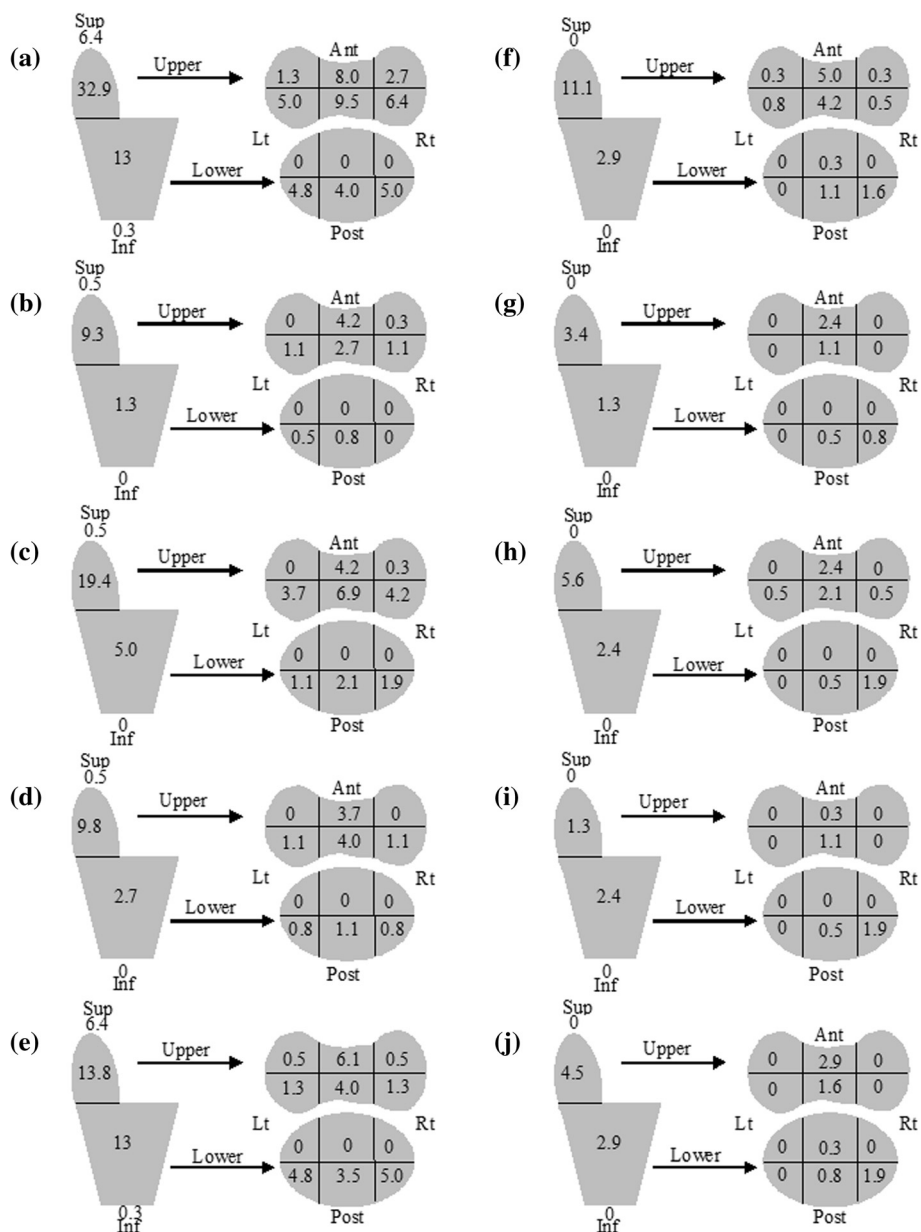 (a)
Sup
6.4
32.9
13
0.3
Inf
Upper
Lower
Ant
1.3 8.0 2.7
5.0 9.5 6.4
Lt Rt
0 0 0
4.8 4.0 5.0
Post
(b)
Sup
0.5
9.3
1.3
0
Inf
Upper
Lower
Ant
0 4.2 0.3
1.1 2.7 1.1
Lt Rt
0 0 0
0.5 0.8 0
Post
(c)
Sup
0.5
19.4
5.0
0
Inf
Upper
Lower
Ant
0 4.2 0.3
3.7 6.9 4.2
Lt Rt
0 0 0
1.1 2.1 1.9
Post
(d)
Sup
0.5
9.8
2.7
0
Inf
Upper
Lower
Ant
0 3.7 0
1.1 4.0 1.1
Lt Rt
0 0 0
0.8 1.1 0.8
Post
(e)
Sup
6.4
13.8
13
0.3
Inf
Upper
Lower
0.5 6.1 0.5
1.3 4.0 1.3
Lt Rt
0 0 0
4.8 3.5 5.0
Post
(f)
Sup
0
11.1
2.9
0
Inf
Upper
Lower
Ant
0.3 5.0 0.3
0.8 4.2 0.5
Lt Rt
0 0.3 0
0 1.1 1.6
Post
(g)
Sup
0
3.4
1.3
0
Inf
Upper
Lower
Ant
0 2.4 0
0 1.1 0
Lt Rt
0 0 0
0 0.5 0.8
Post
(h)
Sup
0
5.6
2.4
0
Inf
Upper
Lower
Ant
0 2.4 0
0.5 2.1 0.5
Lt Rt
0 0 0
0 0.5 1.9
Post
(i)
Sup
0
1.3
2.4
0
Inf
Upper
Lower
Ant
0 0.3 0
0 1.1 0
Lt Rt
0 0 0
0 0.5 1.9
Post
(j)
Sup
0
4.5
2.9
0
Inf
Upper
Lower
Ant
0 2.9 0
0 1.6 0
Lt Rt
0 0.3 0
0 0.8 1.9
Post